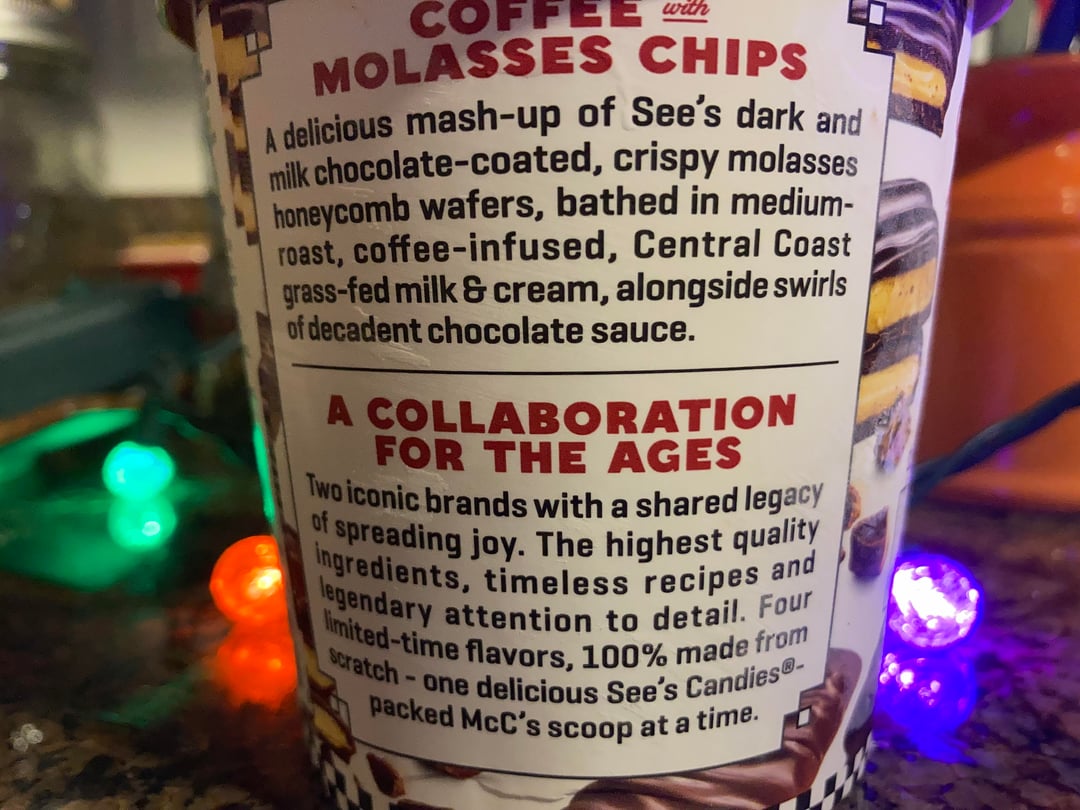 COFFEE with
MOLASSES CHIPS
A delicious mash-up of See's dark and
milk chocolate-coated, crispy molasses
honeycomb wafers, bathed in medium-
roast, coffee-infused, Central Coast
grass-fed milk & cream, alongside swirls
of decadent chocolate sauce.
A COLLABORATION
FOR THE AGES
Two iconic brands with a shared legacy
of spreading joy. The highest quality
ingredients, timeless recipes and
legendary attention to detail. Four
limited-time flavors, 100% made from
scratch - one delicious See's Candies®-
packed McC's scoop at a time.